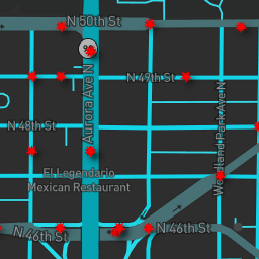 N 50th St
99
N 49th St
Aurora Ave N
Woodland Park Ave N
N 48th St
El Legendario
Mexican Restaurant
N 46th St
N 46th St